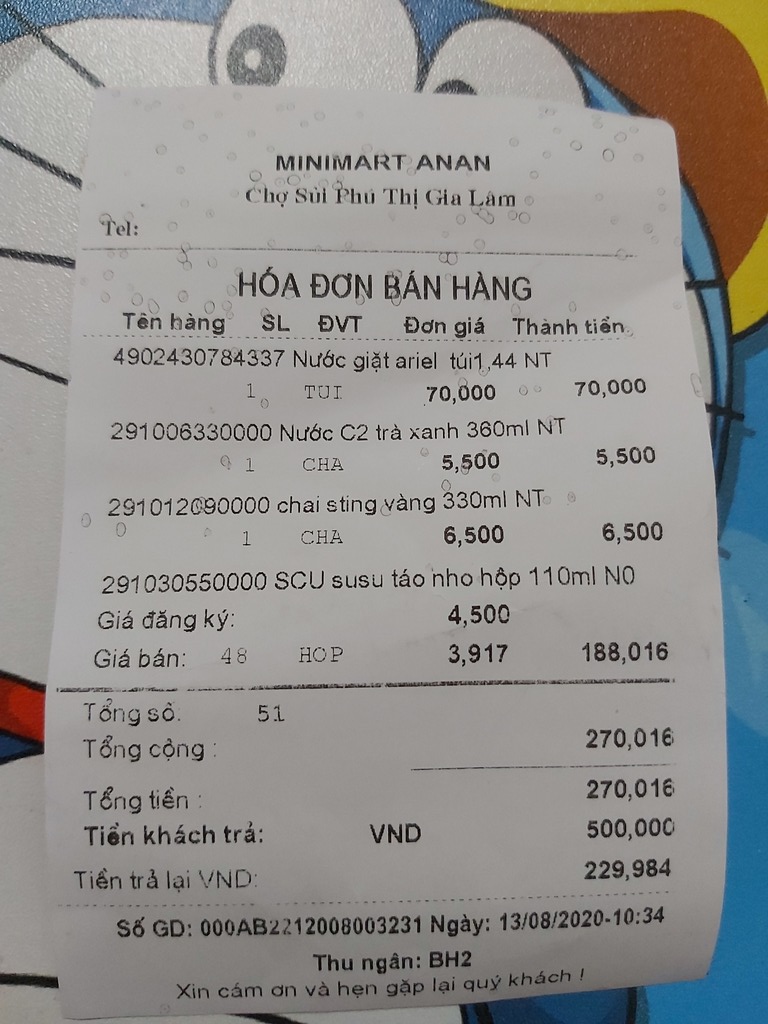 MINIMART ANAN
Chợ Sủi Phú Thị Gia Lâm
Tel:
HÓA ĐƠN BÁN HÀNG
Tên hàng SL ĐVT Đơn giá Thành tiền
4902430784337 Nước giặt ariel túi1,44 NT
1 TUI 70,000 70,000
291006330000 Nước C2 trà xanh 360ml NT
1 CHA 5,500 5,500
291012090000 chai sting vàng 330ml NT
1 CHA 6,500 6,500
291030550000 SCU susu táo nho hộp 110ml N0
Giá đăng ký: 4,500
Giá bán: 48 HOP 3,917 188,016
Tổng số: 51
Tổng cộng : 270,016
Tổng tiền : 270,016
Tiền khách trả: VND 500,000
Tiền trả lại VND: 229,984
Số GD: 000AB2212008003231 Ngày: 13/08/2020-10:34
Thu ngân: BH2
Xin cám ơn và hẹn gặp lại quý khách !